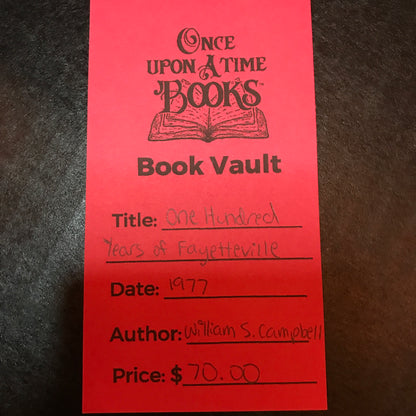 ONCE
UPON A TIME
BOOKS™
Book Vault
Title: One Hundred
Years of Fayetteville
Date: 1977
Author: William S. Campbell
Price: $ 70.00